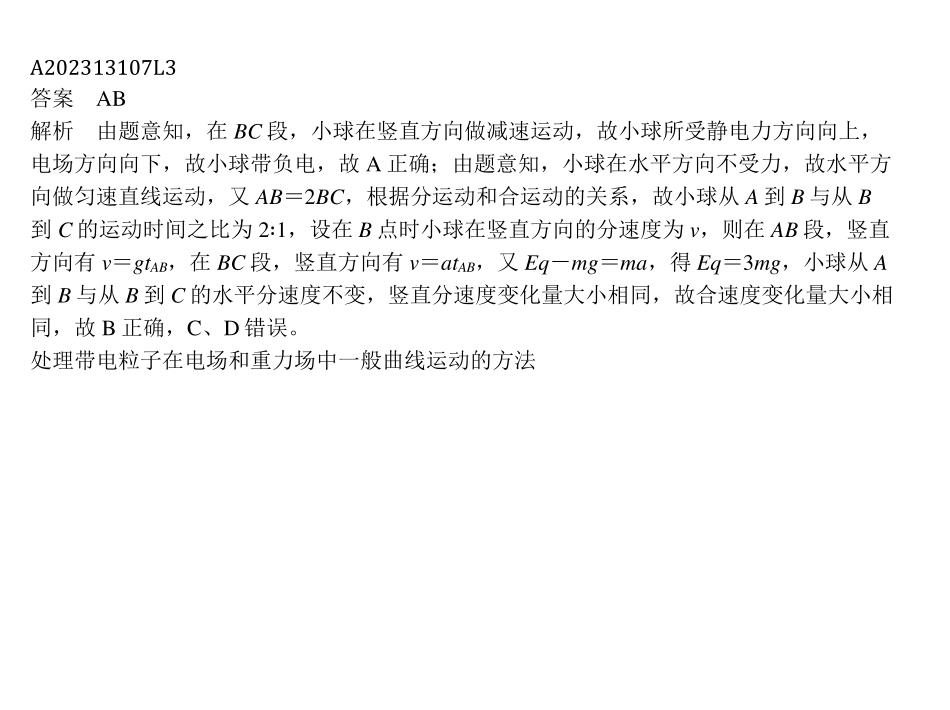 A202313107L3
答案　AB
解析　由题意知，在 BC 段，小球在竖直方向做减速运动，故小球所受静电力方向向上，
电场方向向下，故小球带负电，故 A 正确；由题意知，小球在水平方向不受力，故水平方
向做匀速直线运动，又 AB＝2BC，根据分运动和合运动的关系，故小球从 A 到 B 与从 B
到 C 的运动时间之比为 2∶1，设在 B 点时小球在竖直方向的分速度为 v，则在 AB 段，竖直
方向有 v＝gtAB，在 BC 段，竖直方向有 v＝atAB，又 Eq－mg＝ma，得 Eq＝3mg，小球从 A
到 B 与从 B 到 C 的水平分速度不变，竖直分速度变化量大小相同，故合速度变化量大小相
同，故 B 正确，C、D 错误。
处理带电粒子在电场和重力场中一般曲线运动的方法